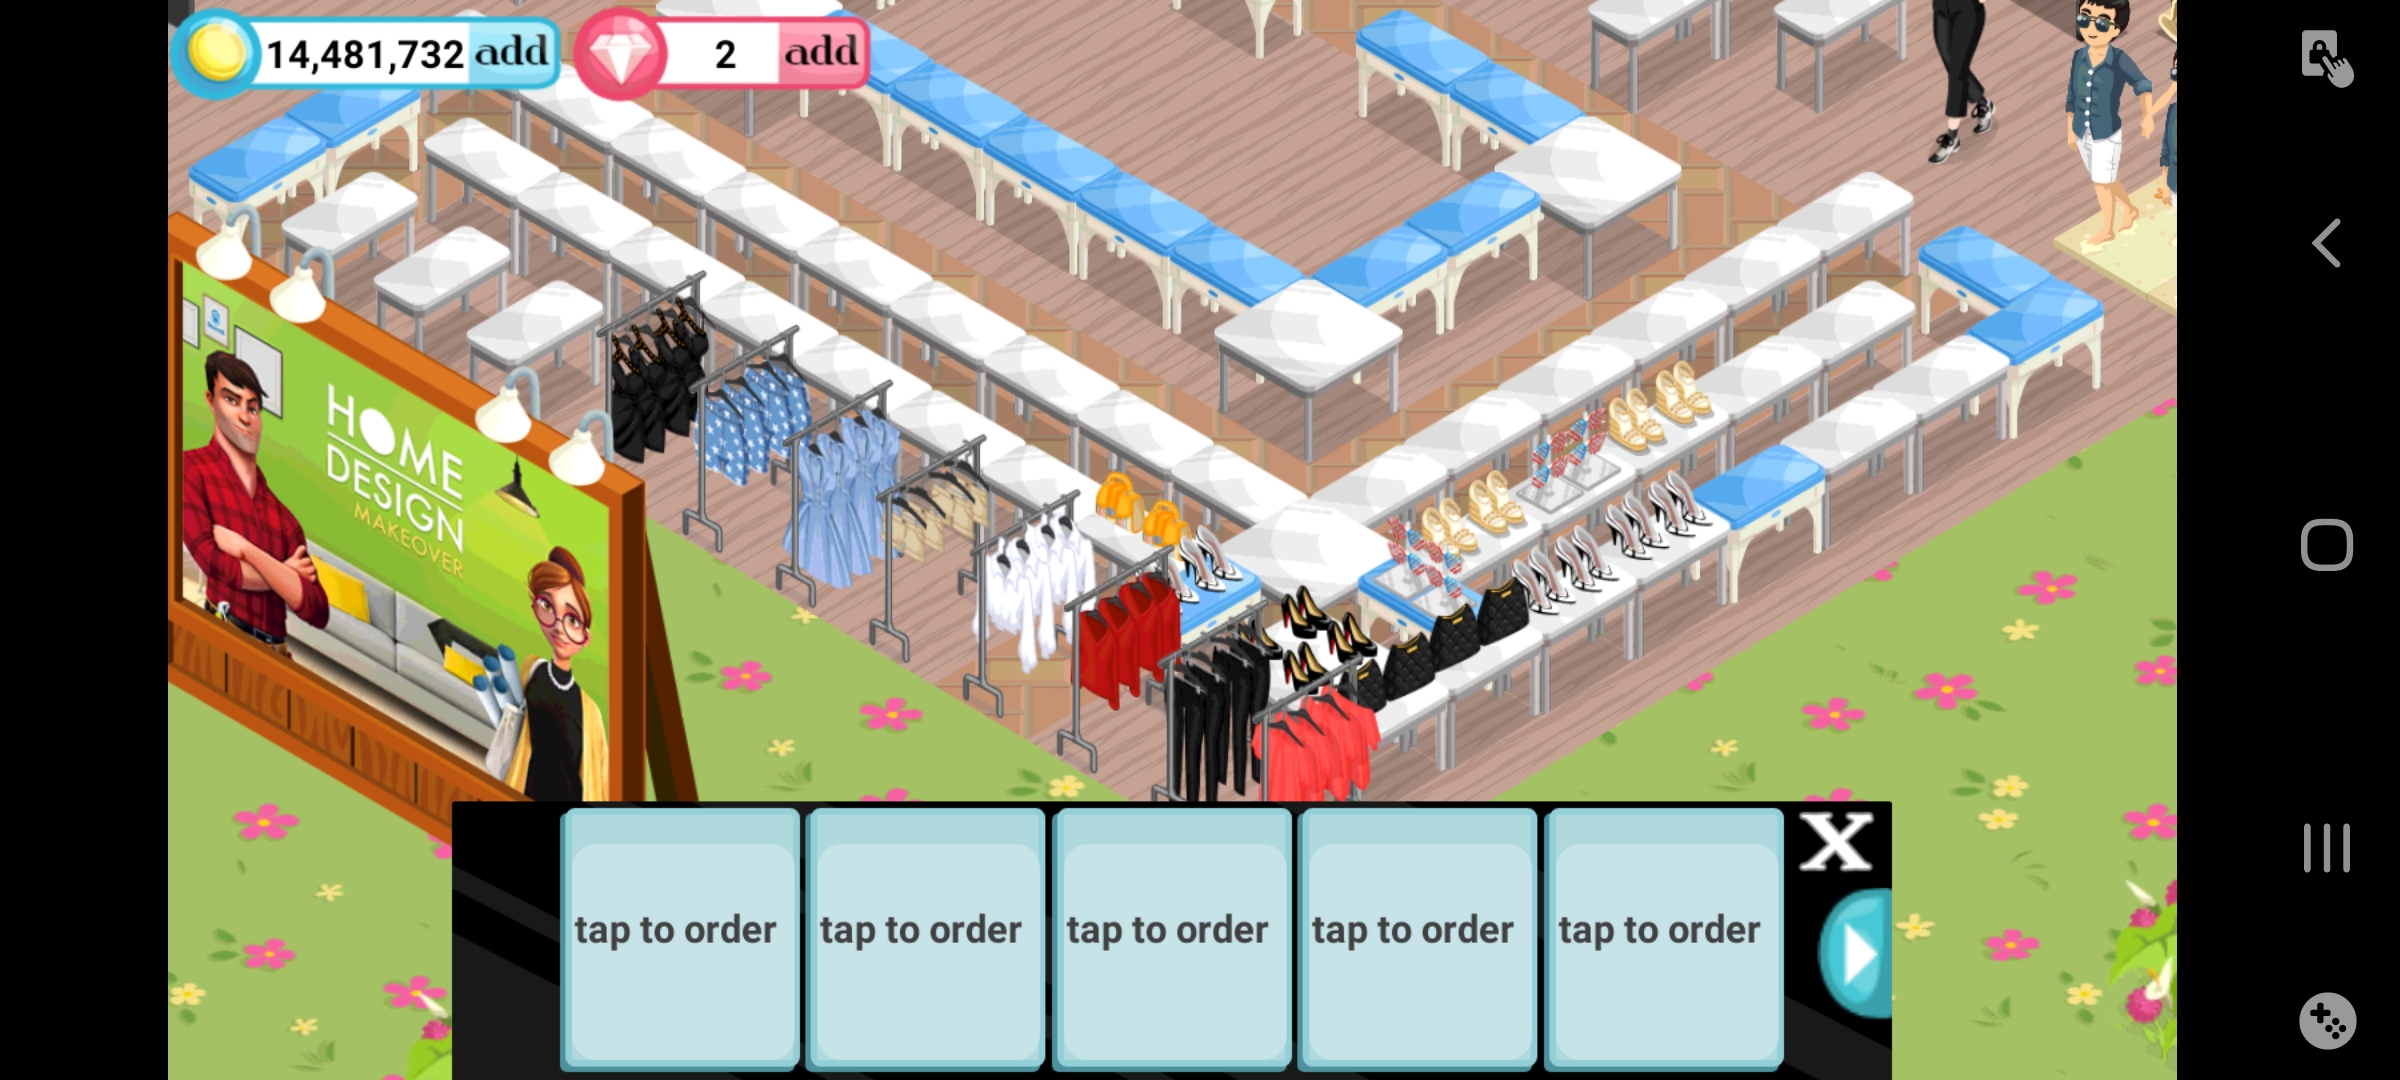 14,481,732 add
2 add
HOME
DESIGN
MAKEOVER
X
tap to order
tap to order
tap to order
tap to order
tap to order